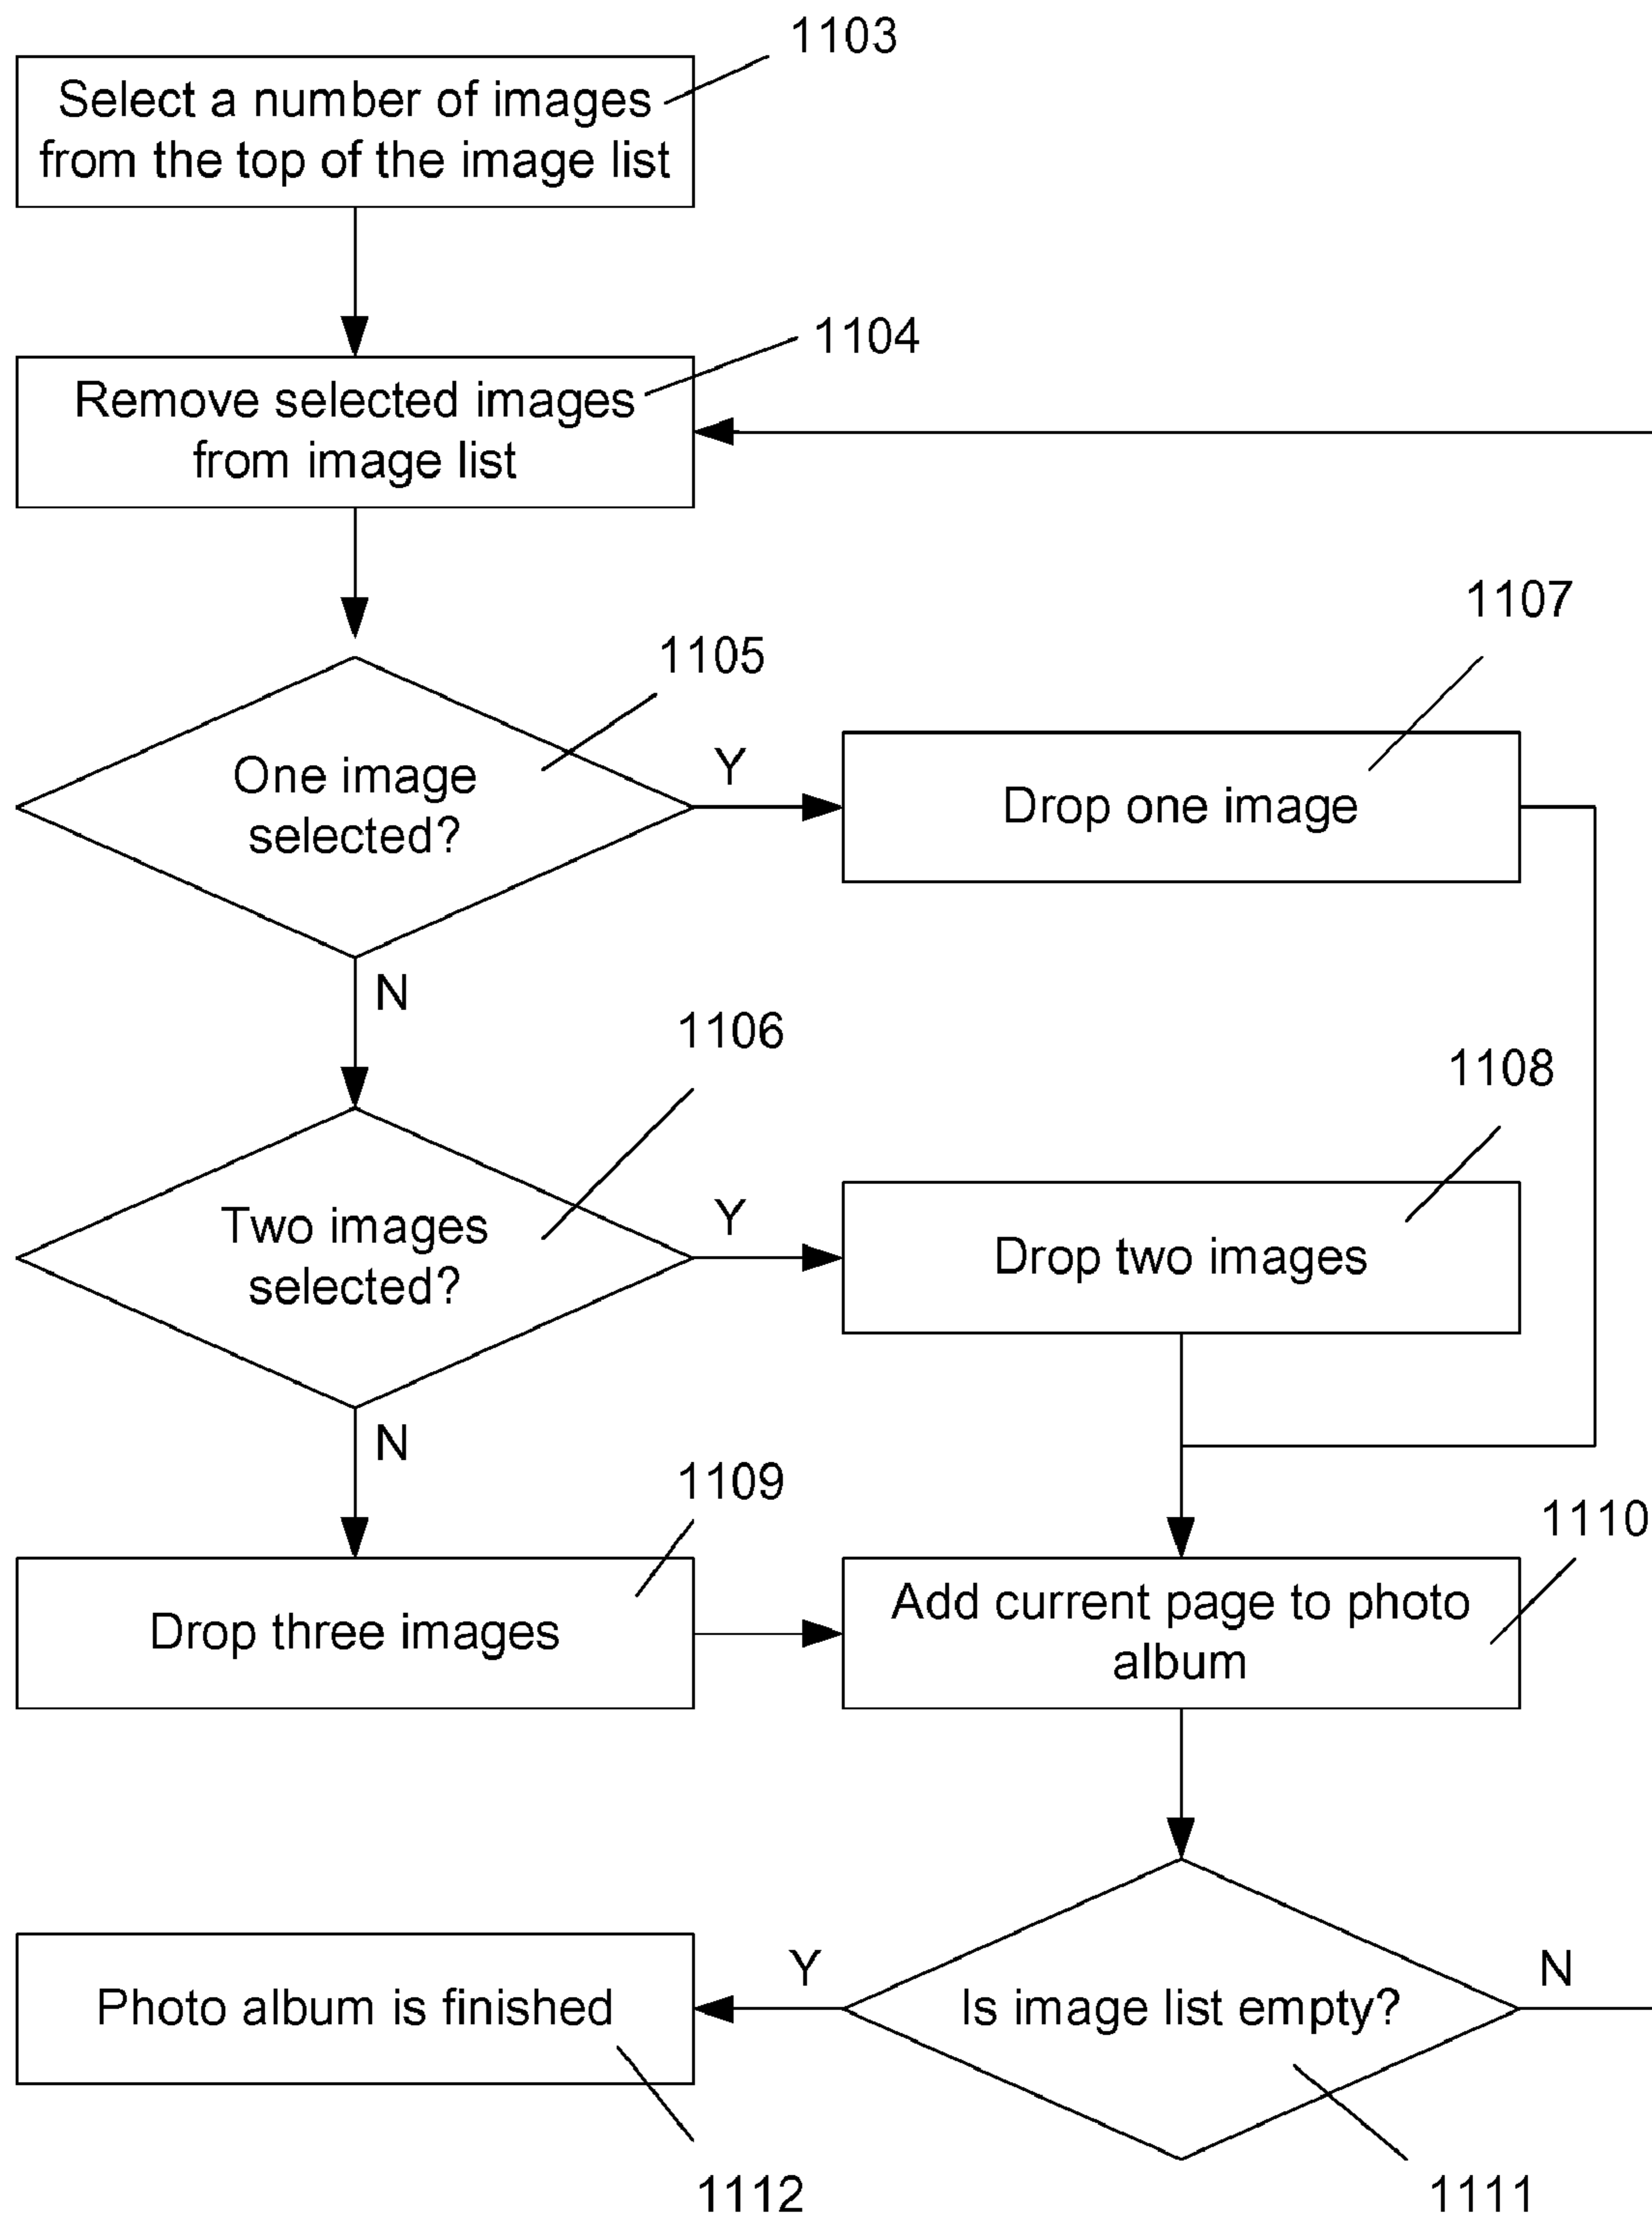 1103
Select a number of images
from the top of the image list
1104
Remove selected images
from image list
1105
One image
selected?
Y
1107
Drop one image
N
1106
Two images
selected?
Y
1108
Drop two images
N
1109
Drop three images
1110
Add current page to photo
album
Is image list empty?
Y
N
Photo album is finished
1112
1111